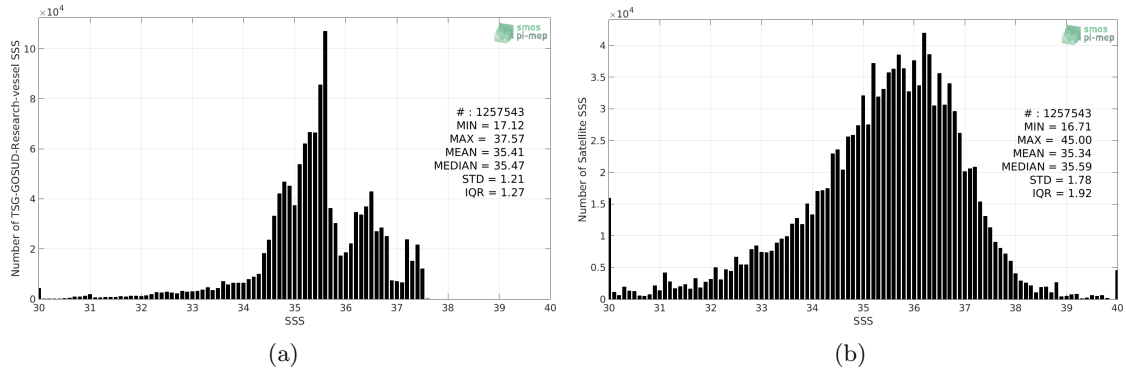 ×10⁴
smos
pi-mep
Number of TSG-GOSUD-Research-vessel SSS
10
8
6
4
2
0
# : 1257543
MIN = 17.12
MAX = 37.57
MEAN = 35.41
MEDIAN = 35.47
STD = 1.21
IQR = 1.27
30 31 32 33 34 35 36 37 38 39 40
SSS
(a)
×10⁴
smos
pi-mep
Number of Satellite SSS
4
3.5
3
2.5
2
1.5
1
0.5
0
# : 1257543
MIN = 16.71
MAX = 45.00
MEAN = 35.34
MEDIAN = 35.59
STD = 1.78
IQR = 1.92
30 31 32 33 34 35 36 37 38 39 40
SSS
(b)